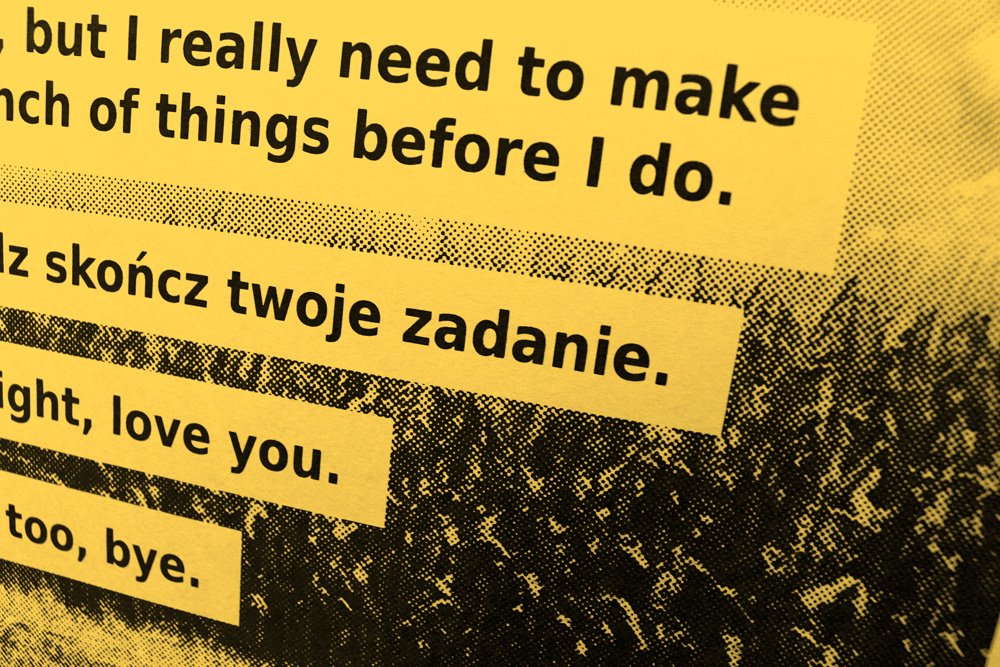 , but I really need to make
of things before I do.
skończ twoje zadanie.
love you.
too, bye.